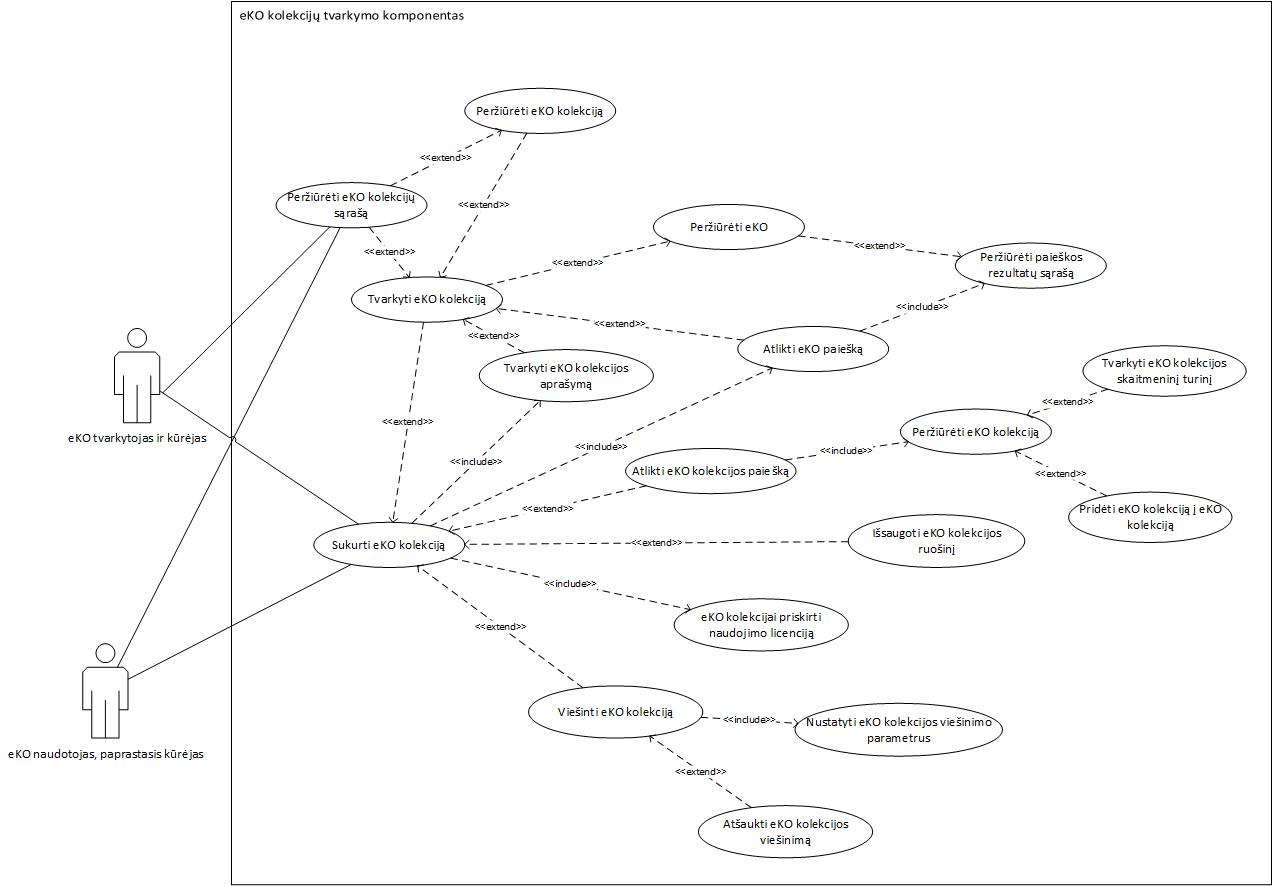 eKO kolekcijų tvarkymo komponentas
Peržiūrėti eKO kolekciją
<<extend>>
Peržiūrėti eKO kolekcijų
sąrašą
<<extend>>
<<extend>>
Peržiūrėti eKO
<<extend>>
<<extend>>
Peržiūrėti paieškos
rezultatų sąrašą
Tvarkyti eKO kolekciją
<<include>>
<<extend>>
<<extend>>
Atlikti eKO paiešką
Tvarkyti eKO kolekcijos
aprašymą
Tvarkyti eKO kolekcijos
skaitmeninį turinį
<<extend>>
<<extend>>
Peržiūrėti eKO kolekciją
eKO tvarkytojas ir kūrėjas
<<include>>
<<include>>
<<include>>
Atlikti eKO kolekcijos paiešką
<<extend>>
<<extend>>
Pridėti eKO kolekciją į eKO
kolekciją
Sukurti eKO kolekciją
<<extend>>
Išsaugoti eKO kolekcijos
ruošinį
<<include>>
eKO kolekcijai priskirti
naudojimo licenciją
<<extend>>
Viešinti eKO kolekciją
<<include>>
Nustatyti eKO kolekcijos viešinimo
parametrus
eKO naudotojas, paprastasis kūrėjas
<<extend>>
Atšaukti eKO kolekcijos
viešinimą